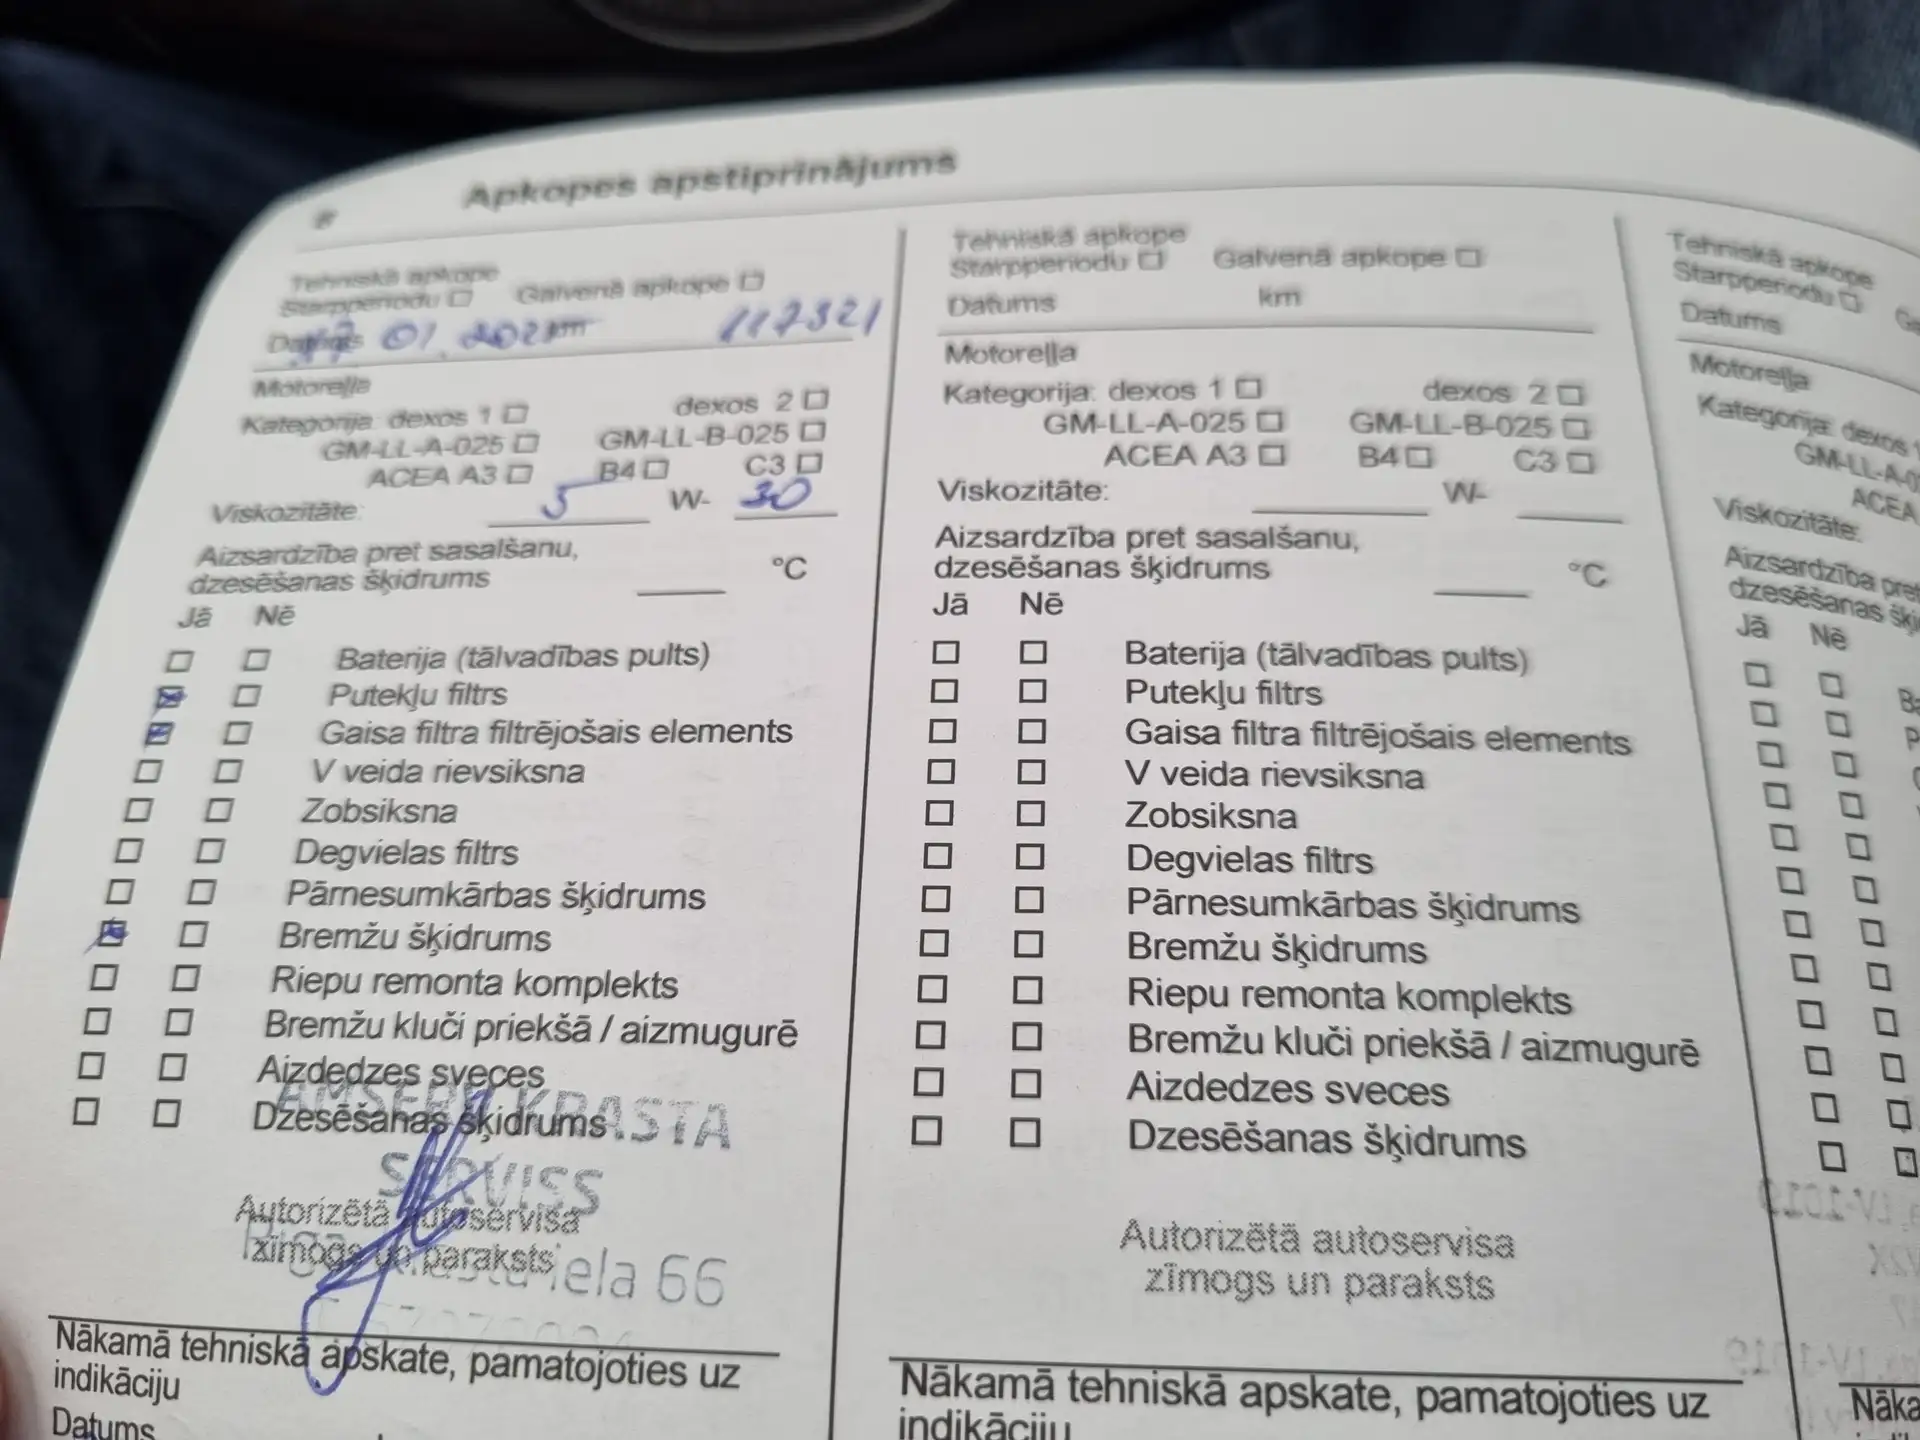 Apkopes apstiprinājums
Tehniskā apkope
Starpperiodu Galvenā apkope
Datums 01. km 117321
Motoreļļa
Kategorija: dexos 1 dexos 2
GM-LL-A-025 GM-LL-B-025
ACEA A3 B4 C3
Viskozitāte: 5 W- 30
Aizsardzība pret sasalšanu,
dzesēšanas šķidrums °C
Jā Nē
Baterija (tālvadības pults)
Putekļu filtrs
Gaisa filtra filtrējošais elements
V veida rievsiksna
Zobsiksna
Degvielas filtrs
Pārnesumkārbas šķidrums
Bremžu šķidrums
Riepu remonta komplekts
Bremžu kluči priekšā / aizmugurē
Aizdedzes sveces
Dzesēšanas šķidrums
KRASTA
SERVISS
Autorizētā autoservisa
zīmogs un paraksts
iela 66
Nākamā tehniskā apskate, pamatojoties uz
indikāciju
Datums
Tehniskā apkope
Starpperiodu Galvenā apkope
Datums km
Motoreļļa
Kategorija: dexos 1 dexos 2
GM-LL-A-025 GM-LL-B-025
ACEA A3 B4 C3
Viskozitāte: W-
Aizsardzība pret sasalšanu,
dzesēšanas šķidrums °C
Jā Nē
Baterija (tālvadības pults)
Putekļu filtrs
Gaisa filtra filtrējošais elements
V veida rievsiksna
Zobsiksna
Degvielas filtrs
Pārnesumkārbas šķidrums
Bremžu šķidrums
Riepu remonta komplekts
Bremžu kluči priekšā / aizmugurē
Aizdedzes sveces
Dzesēšanas šķidrums
Autorizētā autoservisa
zīmogs un paraksts
Nākamā tehniskā apskate, pamatojoties uz
indikāciju
Tehniskā apkope
Starpperiodu
Datums
Motoreļļa
Kategorija: dexos 1
GM-LL-A-0
ACEA
Viskozitāte:
Aizsardzība pret
dzesēšanas
Jā Nē